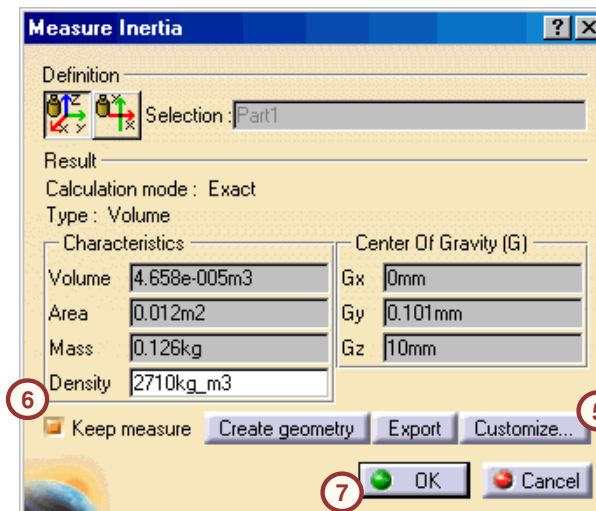 Measure Inertia ? X
Definition
Z X Y Y X Selection : Part1
Result
Calculation mode : Exact
Type : Volume
Characteristics
Volume 4.658e-005m3
Area 0.012m2
Mass 0.126kg
Density 2710kg_m3
Center Of Gravity (G)
Gx 0mm
Gy 0.101mm
Gz 10mm
6
5
Keep measure Create geometry Export Customize...
7 OK Cancel